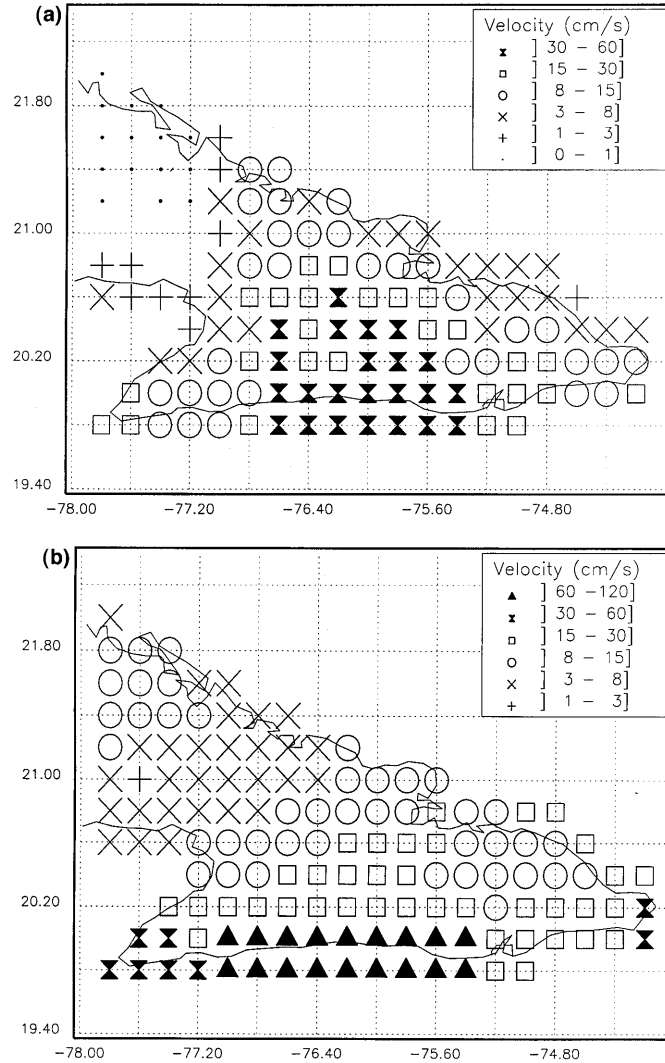 (a)
Velocity (cm/s)
] 30 – 60]
] 15 – 30]
] 8 – 15]
] 3 – 8]
] 1 – 3]
] 0 – 1]
21.80
21.00
20.20
19.40
−78.00 −77.20 −76.40 −75.60 −74.80
(b)
Velocity (cm/s)
] 60 –120]
] 30 – 60]
] 15 – 30]
] 8 – 15]
] 3 – 8]
] 1 – 3]
21.80
21.00
20.20
19.40
−78.00 −77.20 −76.40 −75.60 −74.80